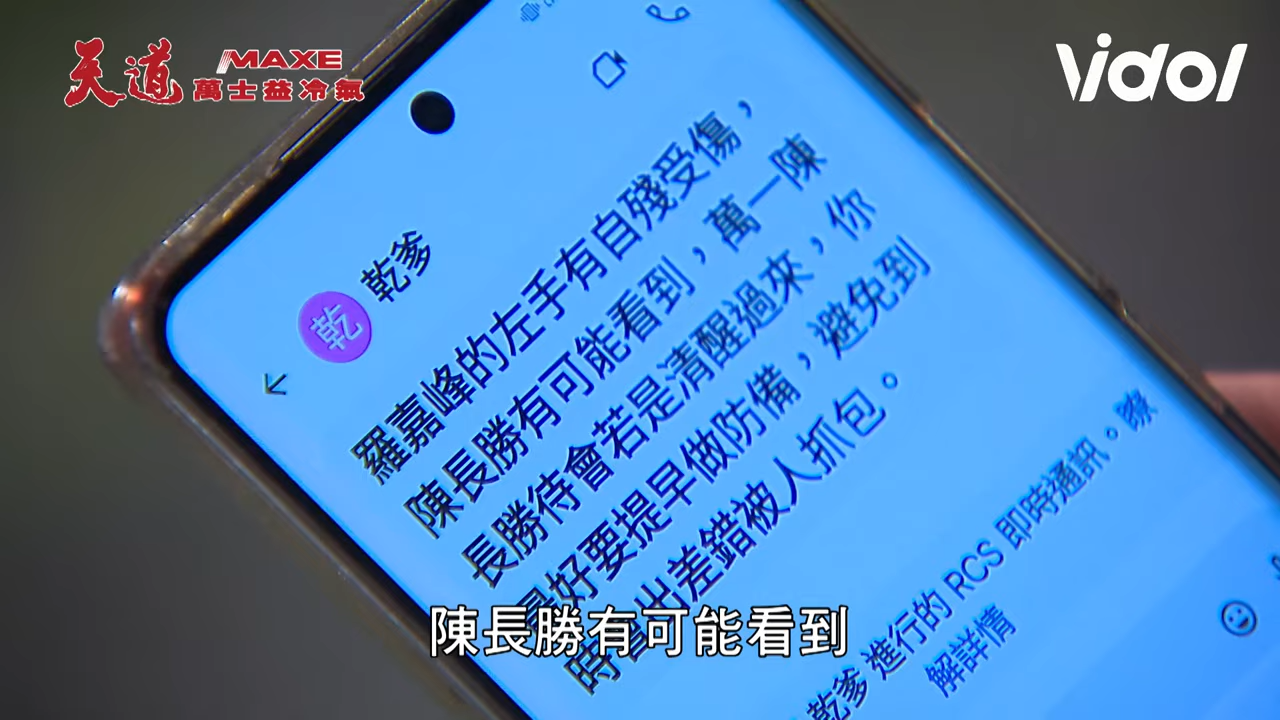 天道
MAXE
萬士益冷氣
Vidol
乾
乾爹
羅嘉峰的左手有自殘受傷，
陳長勝有可能看到，萬一陳
長勝待會若是清醒過來，你
最好要提早做防備，避免到
時會出差錯被人抓包。
乾爹 進行的 RCS 即時通訊。瞭
解詳情
陳長勝有可能看到